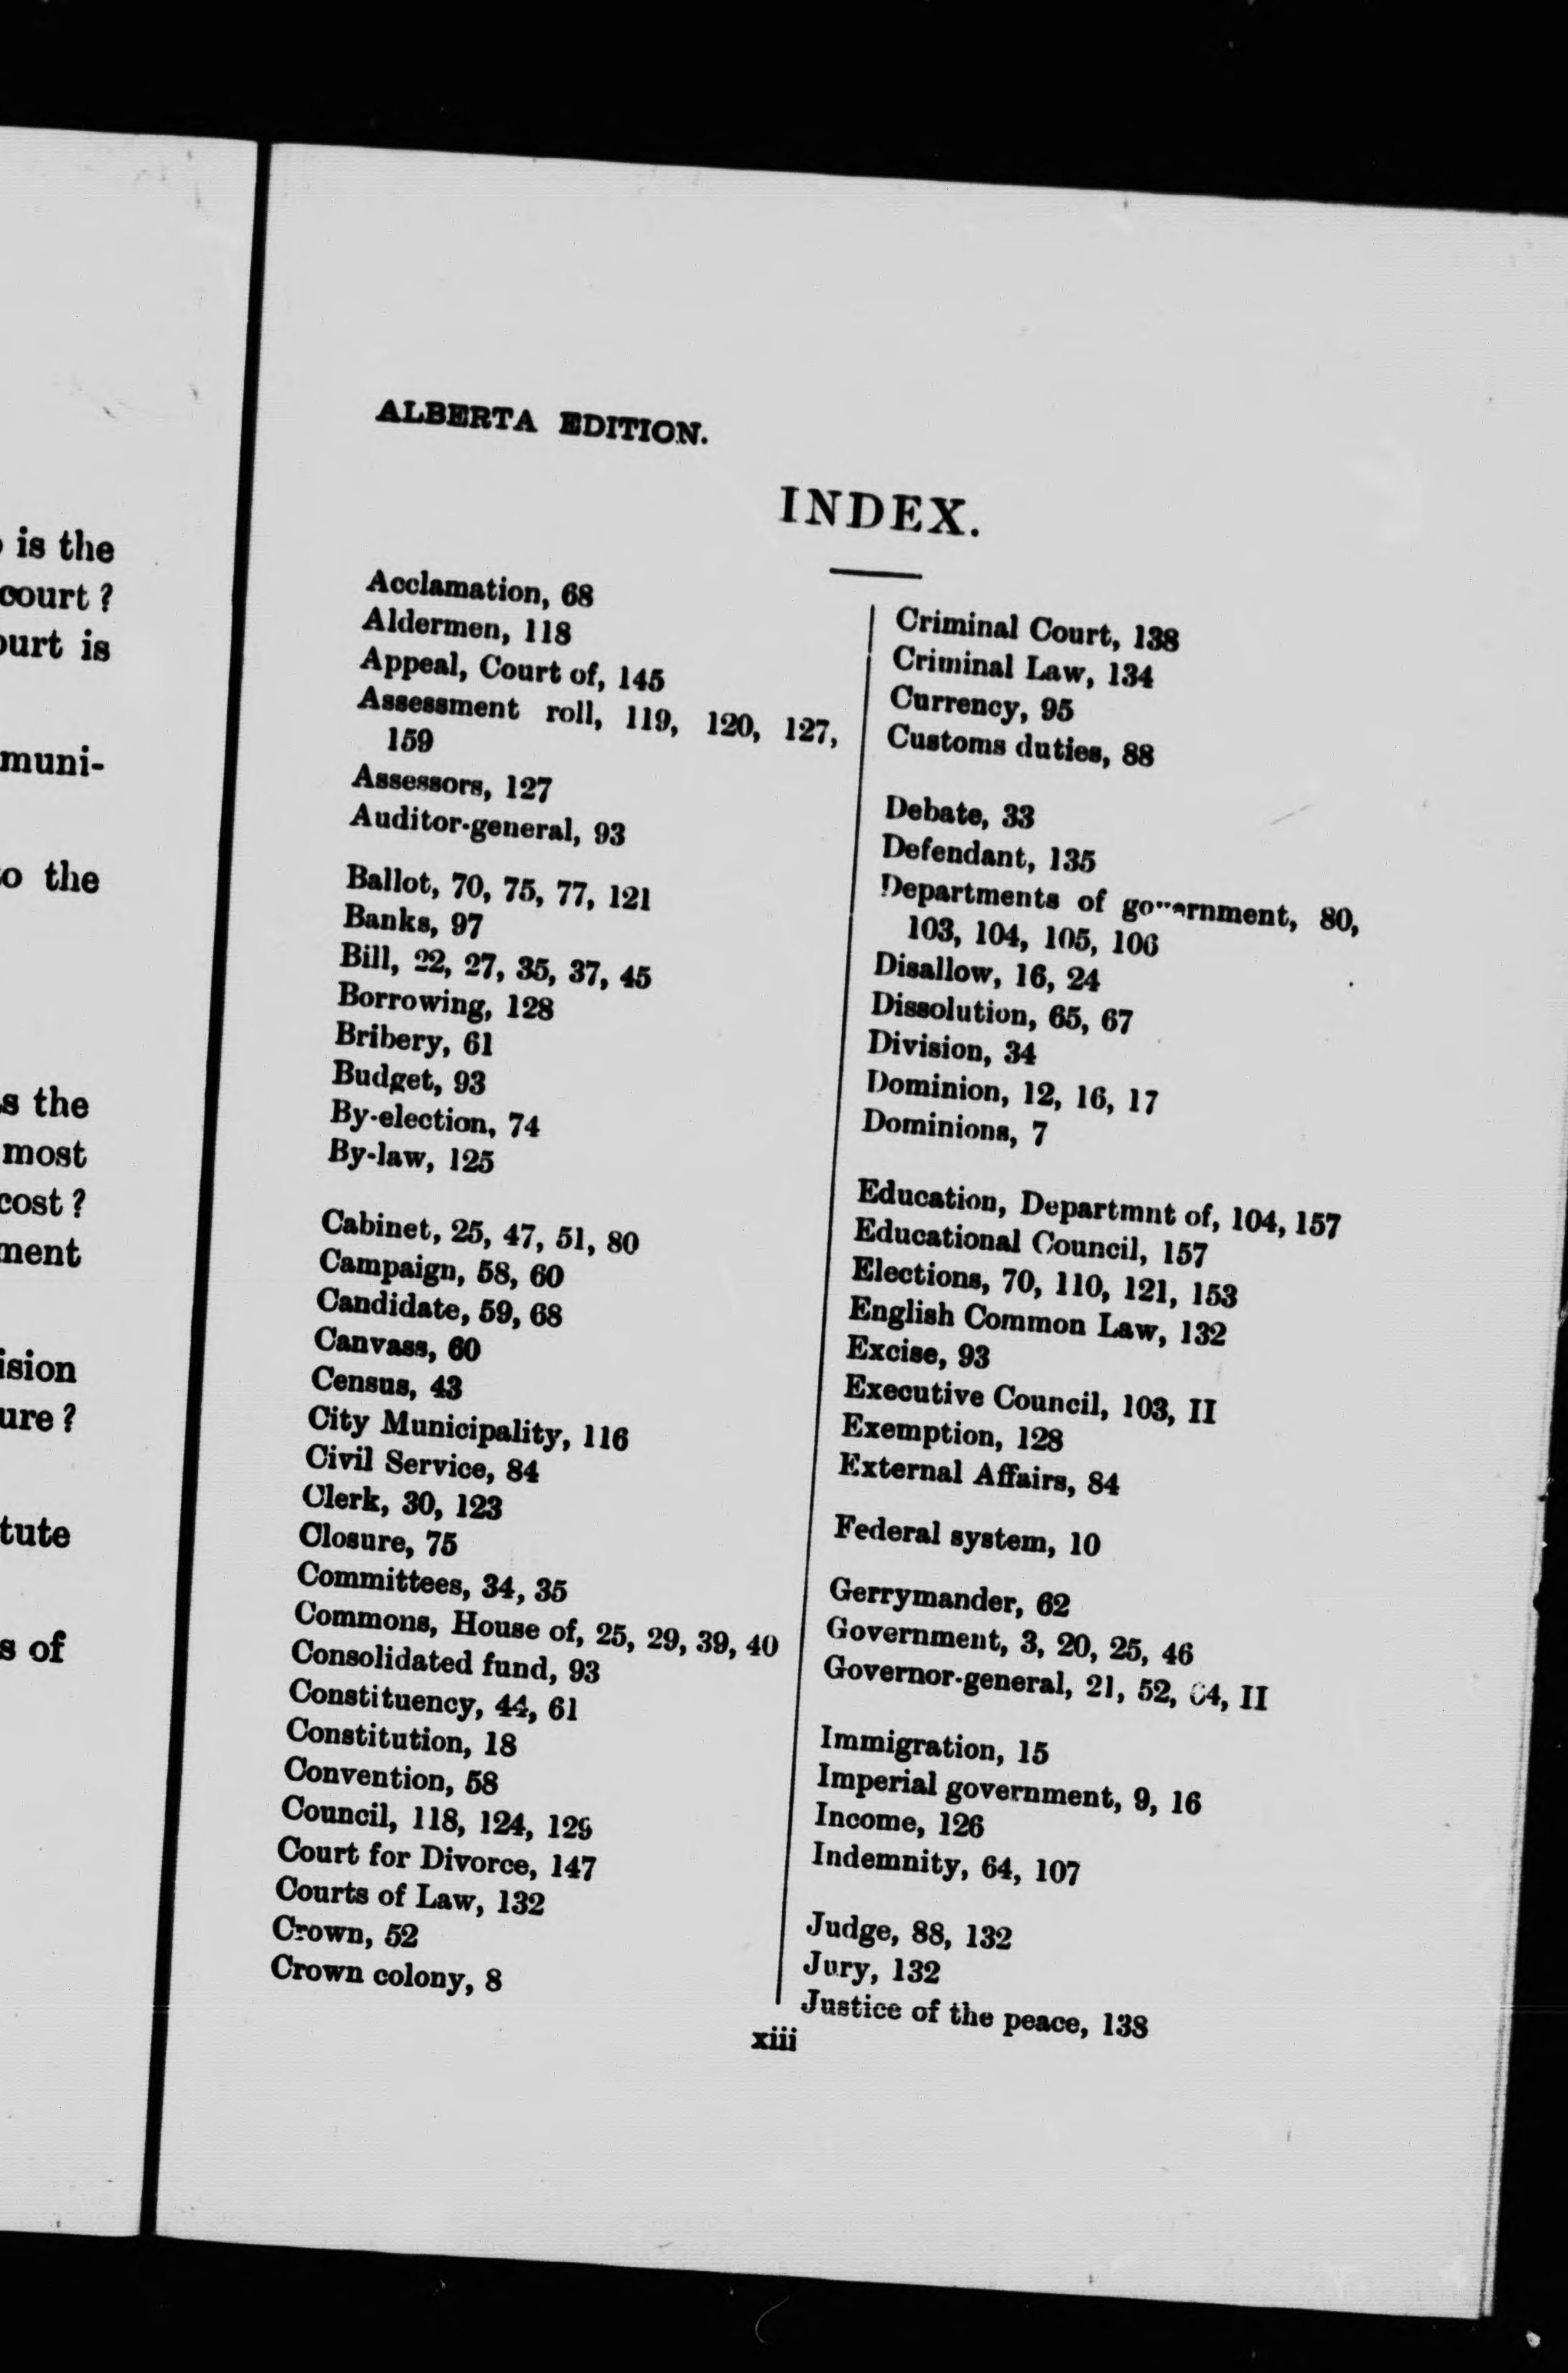 is the
court ?
ourt is
muni-
to the
s the
most
cost ?
ment
ision
ure ?
tute
s of
ALBERTA EDITION.
INDEX.
Acclamation, 68
Aldermen, 118
Appeal, Court of, 145
Assessment roll, 119, 120, 127,
159
Assessors, 127
Auditor-general, 93
Ballot, 70, 75, 77, 121
Banks, 97
Bill, 22, 27, 35, 37, 45
Borrowing, 128
Bribery, 61
Budget, 93
By-election, 74
By-law, 125
Cabinet, 25, 47, 51, 80
Campaign, 58, 60
Candidate, 59, 68
Canvass, 60
Census, 43
City Municipality, 116
Civil Service, 84
Clerk, 30, 123
Closure, 75
Committees, 34, 35
Commons, House of, 25, 29, 39, 40
Consolidated fund, 93
Constituency, 44, 61
Constitution, 18
Convention, 58
Council, 118, 124, 129
Court for Divorce, 147
Courts of Law, 132
Crown, 52
Crown colony, 8
Criminal Court, 138
Criminal Law, 134
Currency, 95
Customs duties, 88
Debate, 33
Defendant, 135
Departments of government, 80,
103, 104, 105, 106
Disallow, 16, 24
Dissolution, 65, 67
Division, 34
Dominion, 12, 16, 17
Dominions, 7
Education, Departmnt of, 104, 157
Educational Council, 157
Elections, 70, 110, 121, 153
English Common Law, 132
Excise, 93
Executive Council, 103, II
Exemption, 128
External Affairs, 84
Federal system, 10
Gerrymander, 62
Government, 3, 20, 25, 46
Governor-general, 21, 52, II
Immigration, 15
Imperial government, 9, 16
Income, 126
Indemnity, 64, 107
Judge, 88, 132
Jury, 132
Justice of the peace, 138
xiii